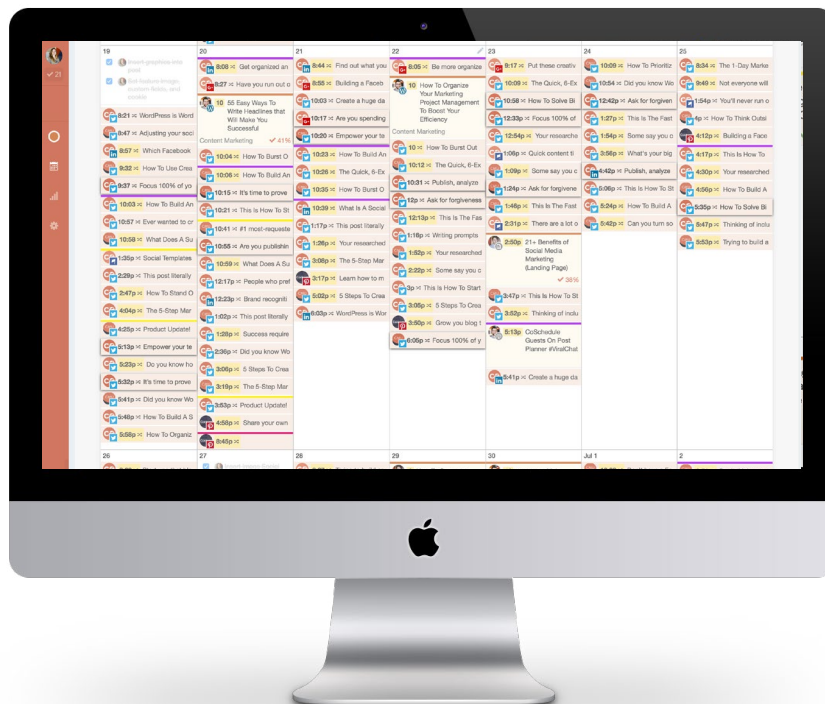 21
19
Insert graphics into
post
Set feature image,
custom fields, and
8:21 WordPress is Word
8:47 Adjusting your soci
8:57 Which Facebook
9:32 How To Use Crea
9:37 Focus 100% of yo
10:03 How To Build An
10:57 Ever wanted to cr
10:58 What Does A Su
1:35p Social Templates
2:29p This post literally
2:47p How To Stand O
4:04p The 5-Step Mar
4:25p Product Update!
5:13p Empower your te
5:23p Do you know ho
5:32p It's time to prove
5:41p Did you know Wo
5:48p How To Build A S
5:58p How To Organiz
20
8:08 Get organized an
8:27 Have you run out o
10 55 Easy Ways To
Write Headlines that
Will Make You
Successful
Content Marketing 41%
10:04 How To Burst O
10:06 How To Build An
10:15 It's time to prove
10:21 This Is How To St
10:41 #1 most-requeste
10:55 Are you publishin
10:59 What Does A Su
12:17p People who pref
12:23p Brand recogniti
1:02p This post literally
1:28p Success require
2:36p Did you know Wo
3:06p 5 Steps To Crea
3:19p The 5-Step Mar
3:53p Product Update!
4:58p Share your own
8:45p
21
8:44 Find out what you
8:55 Building a Faceb
10:03 Create a huge da
10:17 Are you spending
10:20 Empower your te
10:23 How To Build An
10:26 The Quick, 6-Ex
10:35 How To Burst O
10:39 What Is A Social
1:17p This post literally
1:26p Your researched
3:08p The 5-Step Mar
3:17p Learn how to m
5:02p 5 Steps To Crea
6:03p WordPress is Wor
22
8:05 Be more organize
10 How To Organize
Your Marketing
Project Management
To Boost Your
Efficiency
Content Marketing
10 How To Burst Out
10:12 The Quick, 6-Ex
10:31 Publish, analyze
12p Ask for forgiveness
12:13p This Is The Fas
1:16p Writing prompts
1:52p Your researched
2:22p Some say you c
3p This Is How To Start
3:06p 5 Steps To Crea
3:50p Grow you blog t
6:06p Focus 100% of y
23
9:17 Put these creativ
10:09 The Quick, 6-Ex
10:58 How To Solve Bi
12:33p Focus 100% of
12:54p Your researche
1:06p Quick content ti
1:09p Some say you c
1:24p Ask for forgivene
1:48p This Is The Fast
2:31p There are a lot o
2:50p 21+ Benefits of
Social Media
Marketing
(Landing Page)
36%
3:47p This Is How To St
3:52p Thinking of inclu
5:13p CoSchedule
Guests On Post
Planner #ViralChat
5:41p Create a huge da
24
10:09 How To Prioritiz
10:54 Did you know Wo
12:42p Ask for forgiven
1:27p This Is The Fast
1:54p Some say you o
3:56p What's your big
4:42p Publish, analyze
5:06p This Is How To St
5:24p How To Build A
5:42p Can you turn so
25
8:34 The 1-Day Marke
9:49 Not everyone will
1:54p You'll never run o
4p How To Think Outsi
4:12p Building a Face
4:17p This Is How To
4:30p Your researched
4:56p How To Build A
5:35p How To Solve Bi
5:47p Thinking of inclu
5:53p Trying to build a
26
27
28
29
30
Jul 1
2